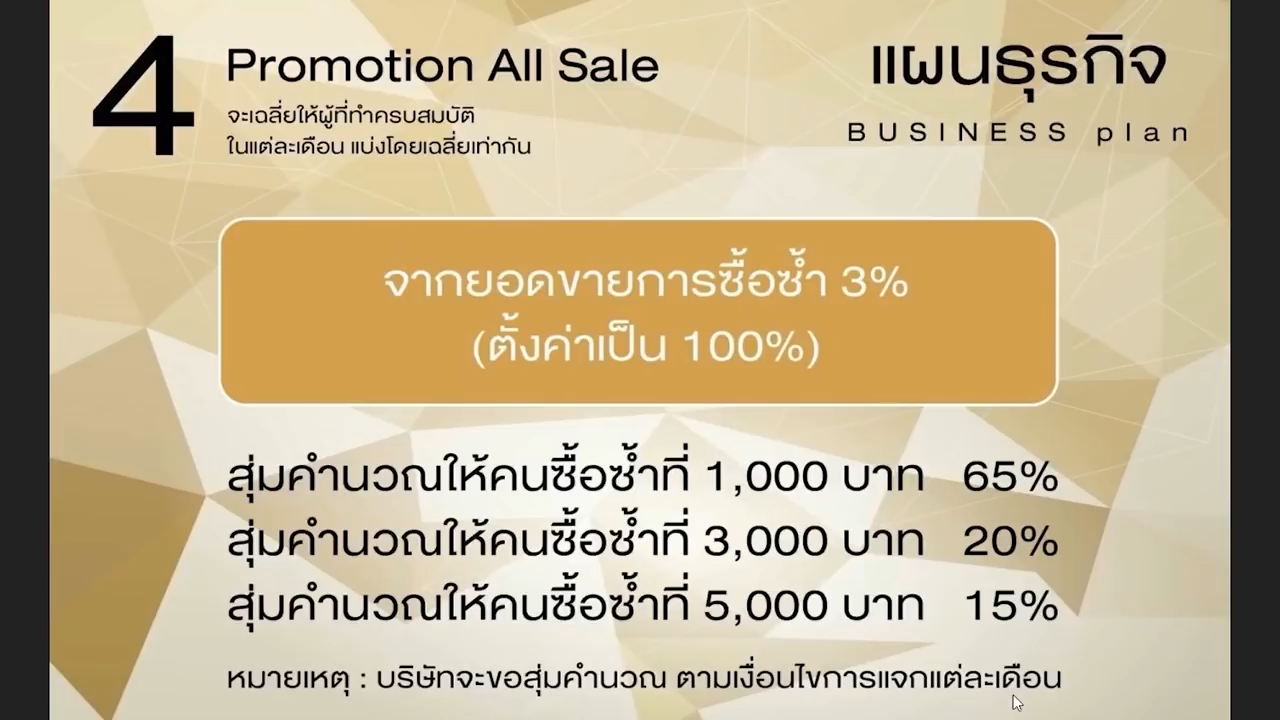 4
Promotion All Sale
จะเฉลี่ยให้ผู้ที่ทำครบสมบัติ
ในแต่ละเดือน แบ่งโดยเฉลี่ยเท่ากัน
แผนธุรกิจ
BUSINESS plan
จากยอดขายการซื้อซ้ำ 3%
(ตั้งค่าเป็น 100%)
สุ่มคำนวณให้คนซื้อซ้ำที่ 1,000 บาท 65%
สุ่มคำนวณให้คนซื้อซ้ำที่ 3,000 บาท 20%
สุ่มคำนวณให้คนซื้อซ้ำที่ 5,000 บาท 15%
หมายเหตุ : บริษัทจะขอสุ่มคำนวณ ตามเงื่อนไขการแจกแต่ละเดือน